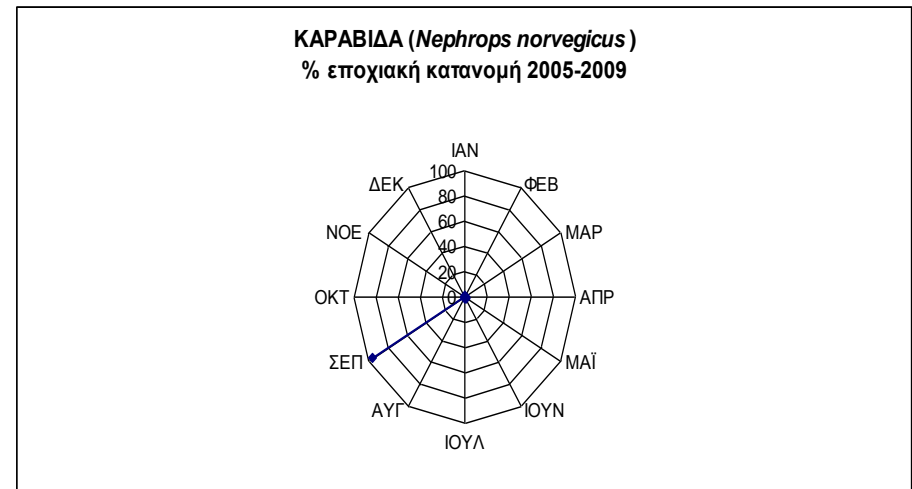 ΚΑΡΑΒΙΔΑ (Nephrops norvegicus )
% εποχιακή κατανομή 2005-2009
ΙΑΝ
ΦΕΒ
ΜΑΡ
ΑΠΡ
ΜΑΪ
ΙΟΥΝ
ΙΟΥΛ
ΑΥΓ
ΣΕΠ
ΟΚΤ
ΝΟΕ
ΔΕΚ
100
80
60
40
20
0